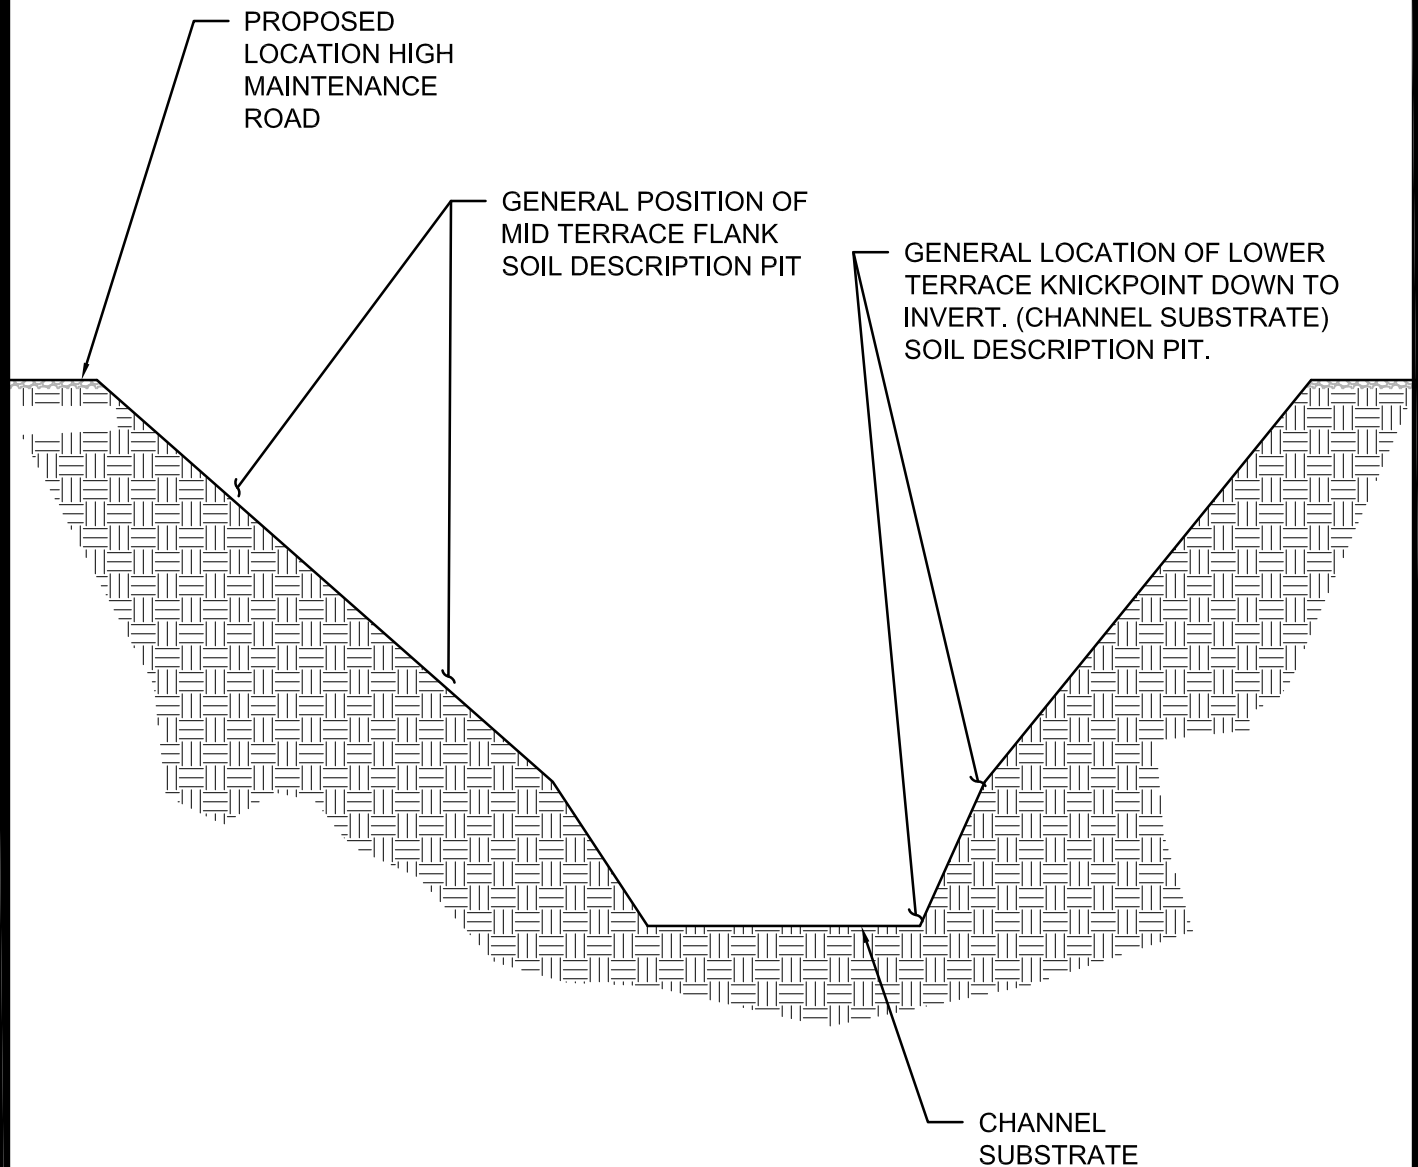 PROPOSED
LOCATION HIGH
MAINTENANCE
ROAD
GENERAL POSITION OF
MID TERRACE FLANK
SOIL DESCRIPTION PIT
GENERAL LOCATION OF LOWER
TERRACE KNICKPOINT DOWN TO
INVERT. (CHANNEL SUBSTRATE)
SOIL DESCRIPTION PIT.
CHANNEL
SUBSTRATE